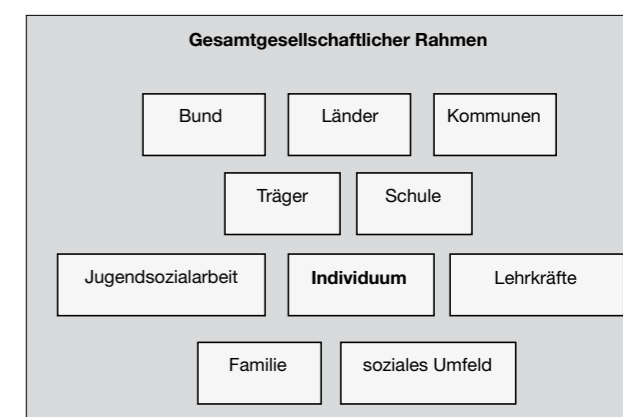 Gesamtgesellschaftlicher Rahmen
Bund Länder Kommunen
Träger Schule
Jugendsozialarbeit Individuum Lehrkräfte
Familie soziales Umfeld